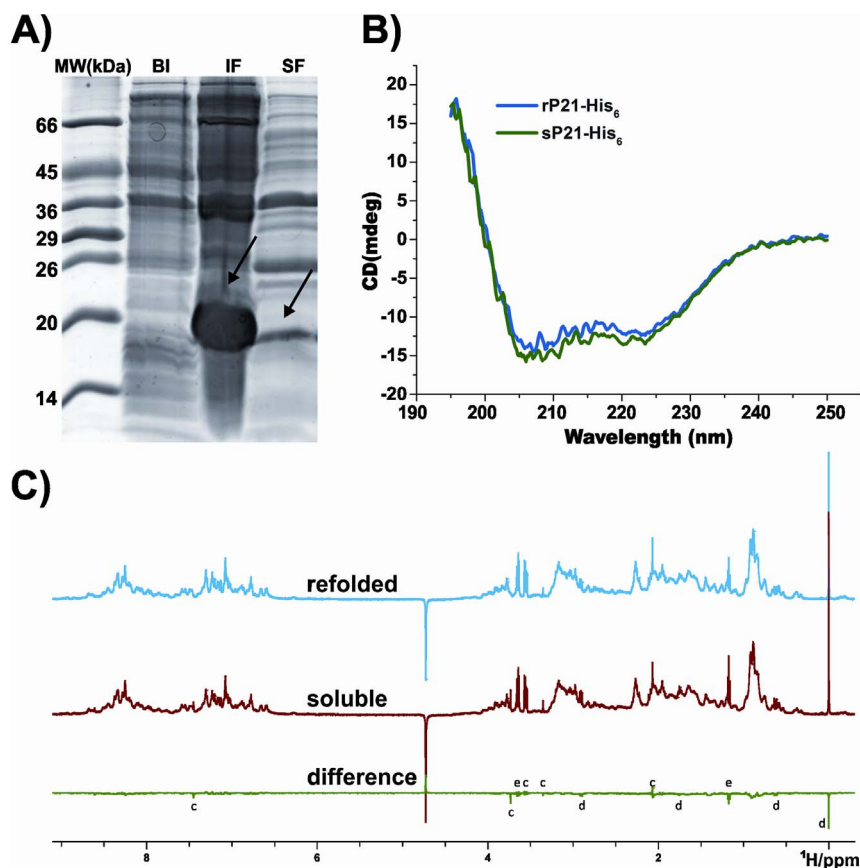 A)
MW(kDa) BI IF SF
66
45
36
29
26
20
14
B)
20
15
10
5
0
-5
-10
-15
-20
CD(mdeg)
rP21-His6
sP21-His6
190 200 210 220 230 240 250
Wavelength (nm)
C)
refolded
soluble
difference
c e c c c d d c e d d
8 6 4 2 ¹H/ppm